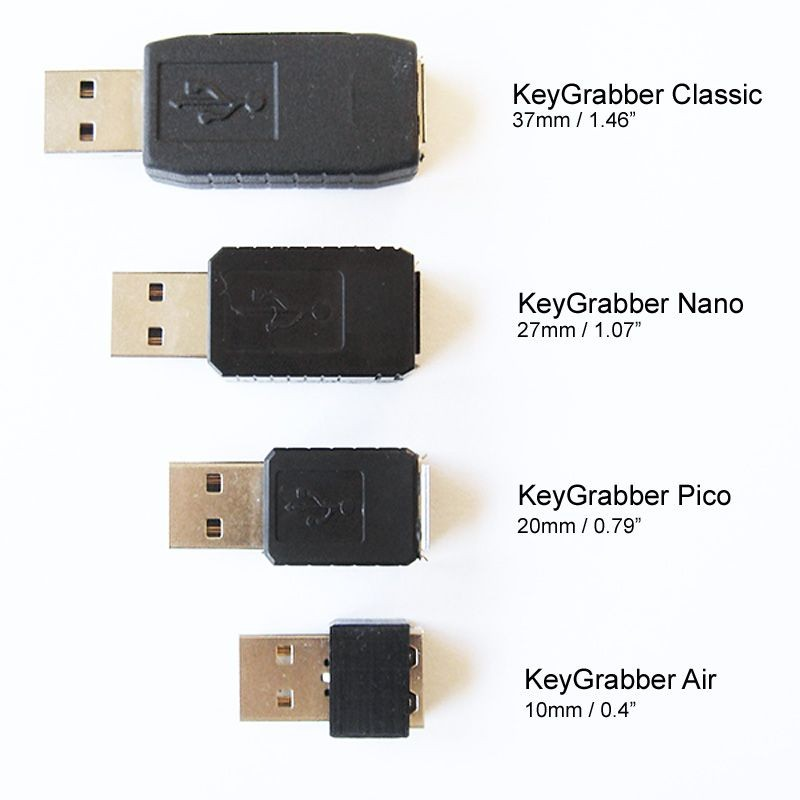 KeyGrabber Classic
37mm / 1.46”
KeyGrabber Nano
27mm / 1.07”
KeyGrabber Pico
20mm / 0.79”
KeyGrabber Air
10mm / 0.4”